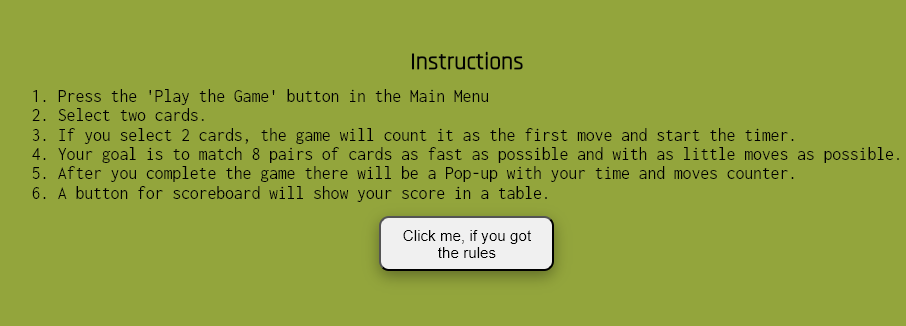 Instructions
1. Press the 'Play the Game' button in the Main Menu
2. Select two cards.
3. If you select 2 cards, the game will count it as the first move and start the timer.
4. Your goal is to match 8 pairs of cards as fast as possible and with as little moves as possible.
5. After you complete the game there will be a Pop-up with your time and moves counter.
6. A button for scoreboard will show your score in a table.
Click me, if you got
the rules